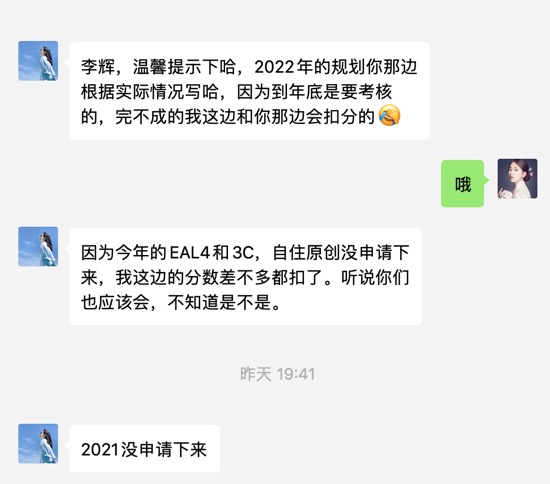 李辉，温馨提示下哈，2022年的规划你那边
根据实际情况写哈，因为到年底是要考核
的，完不成的我这边和你那边会扣分的
哦
因为今年的EAL4和3C，自住原创没申请下
来，我这边的分数差不多都扣了。听说你们
也应该会，不知道是不是。
昨天 19:41
2021没申请下来